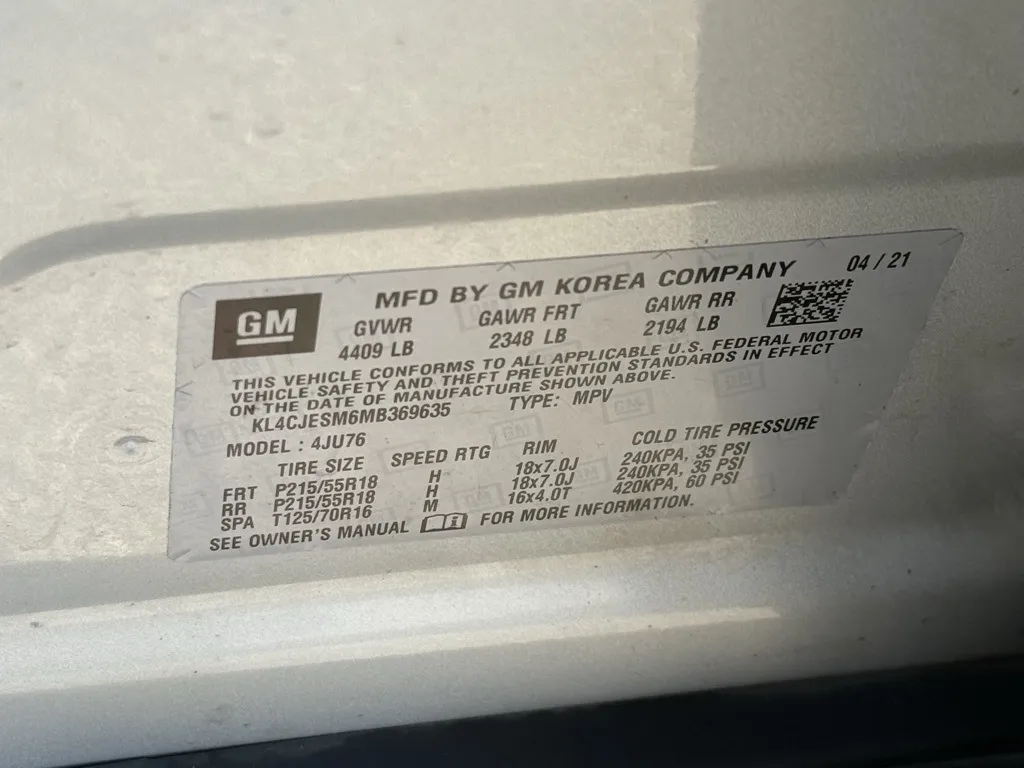 GM
MFD BY GM KOREA COMPANY 04 / 21
GVWR GAWR FRT GAWR RR
4409 LB 2348 LB 2194 LB
THIS VEHICLE CONFORMS TO ALL APPLICABLE U.S. FEDERAL MOTOR
VEHICLE SAFETY AND THEFT PREVENTION STANDARDS IN EFFECT
ON THE DATE OF MANUFACTURE SHOWN ABOVE.
KL4CJESM6MB369635 TYPE: MPV
MODEL : 4JU76
TIRE SIZE SPEED RTG RIM COLD TIRE PRESSURE
FRT P215/55R18 H 18x7.0J 240KPA, 35 PSI
RR P215/55R18 H 18x7.0J 240KPA, 35 PSI
SPA T125/70R16 M 16x4.0T 420KPA, 60 PSI
SEE OWNER'S MANUAL FOR MORE INFORMATION.